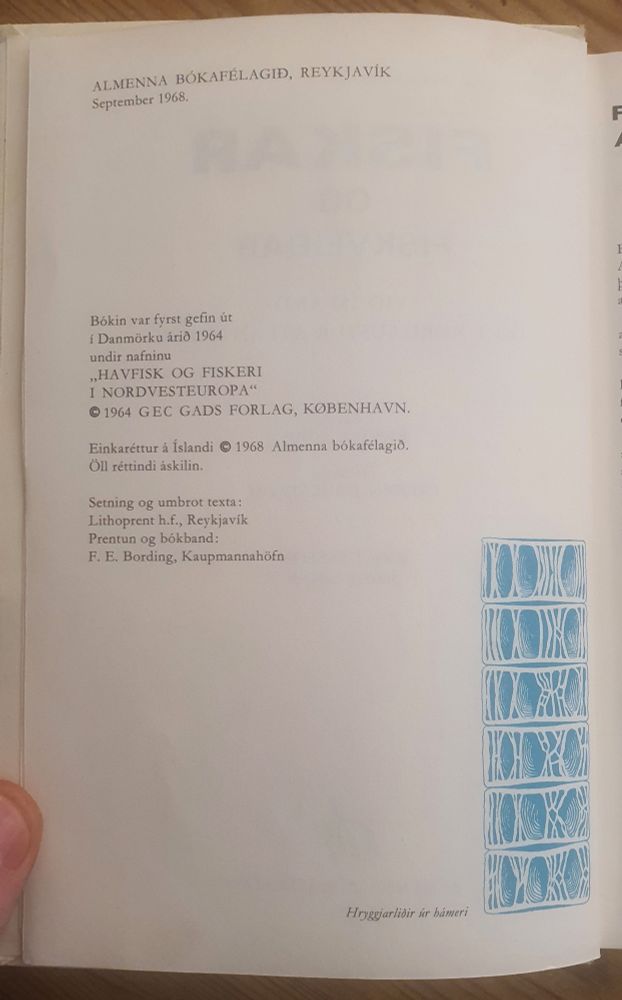 ALMENNA BÓKAFÉLAGIÐ, REYKJAVÍK
September 1968.
Bókin var fyrst gefin út
í Danmörku árið 1964
undir nafninu
„HAVFISK OG FISKERI
I NORDVESTEUROPA“
© 1964 GEC GADS FORLAG, KØBENHAVN.
Einkaréttur á Íslandi © 1968 Almenna bókafélagið.
Öll réttindi áskilin.
Setning og umbrot texta:
Lithoprent h.f., Reykjavík
Prentun og bókband:
F. E. Bording, Kaupmannahöfn
Hryggjarliðir úr hámeri